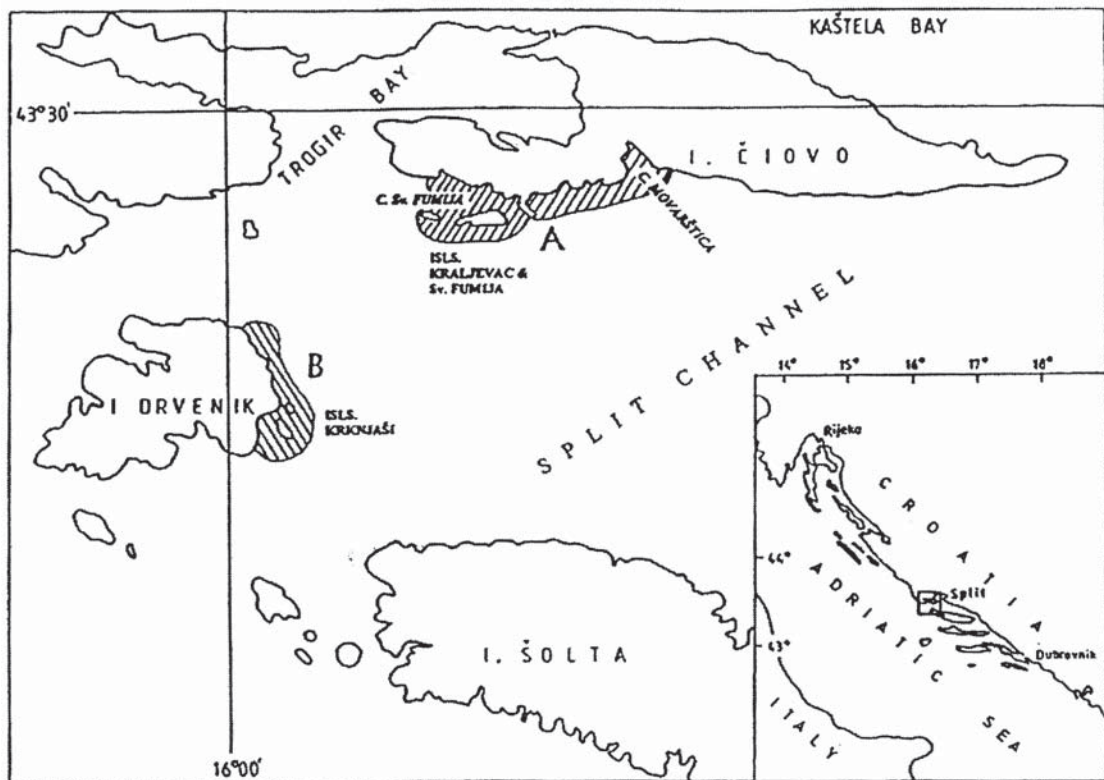 KAŠTELA BAY
43°30'
TROGIR BAY
I. ČIOVO
C. Sv. FUMIJA
C. MOVARŠTICA
A
ISLS.
KRALJEVAC &
Sv. FUMIJA
SPLIT CHANNEL
B
I DRVENIK
ISLS.
KRKNJAŠI
I. ŠOLTA
16°00'
14° 15° 16° 17° 18°
Rijeka
CROATIA
44°
ADRIATIC SEA
Split
43°
Dubrovnik
ITALY